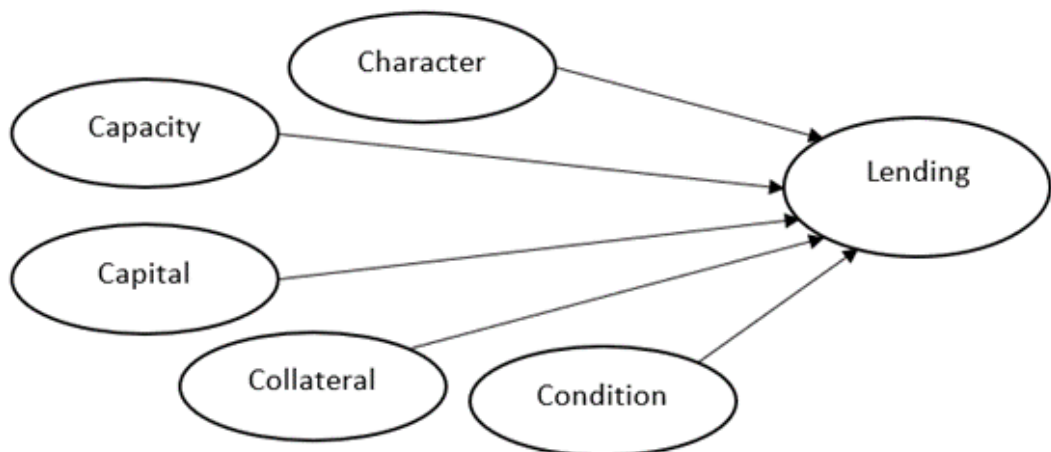 Character
Capacity
Lending
Capital
Collateral
Condition